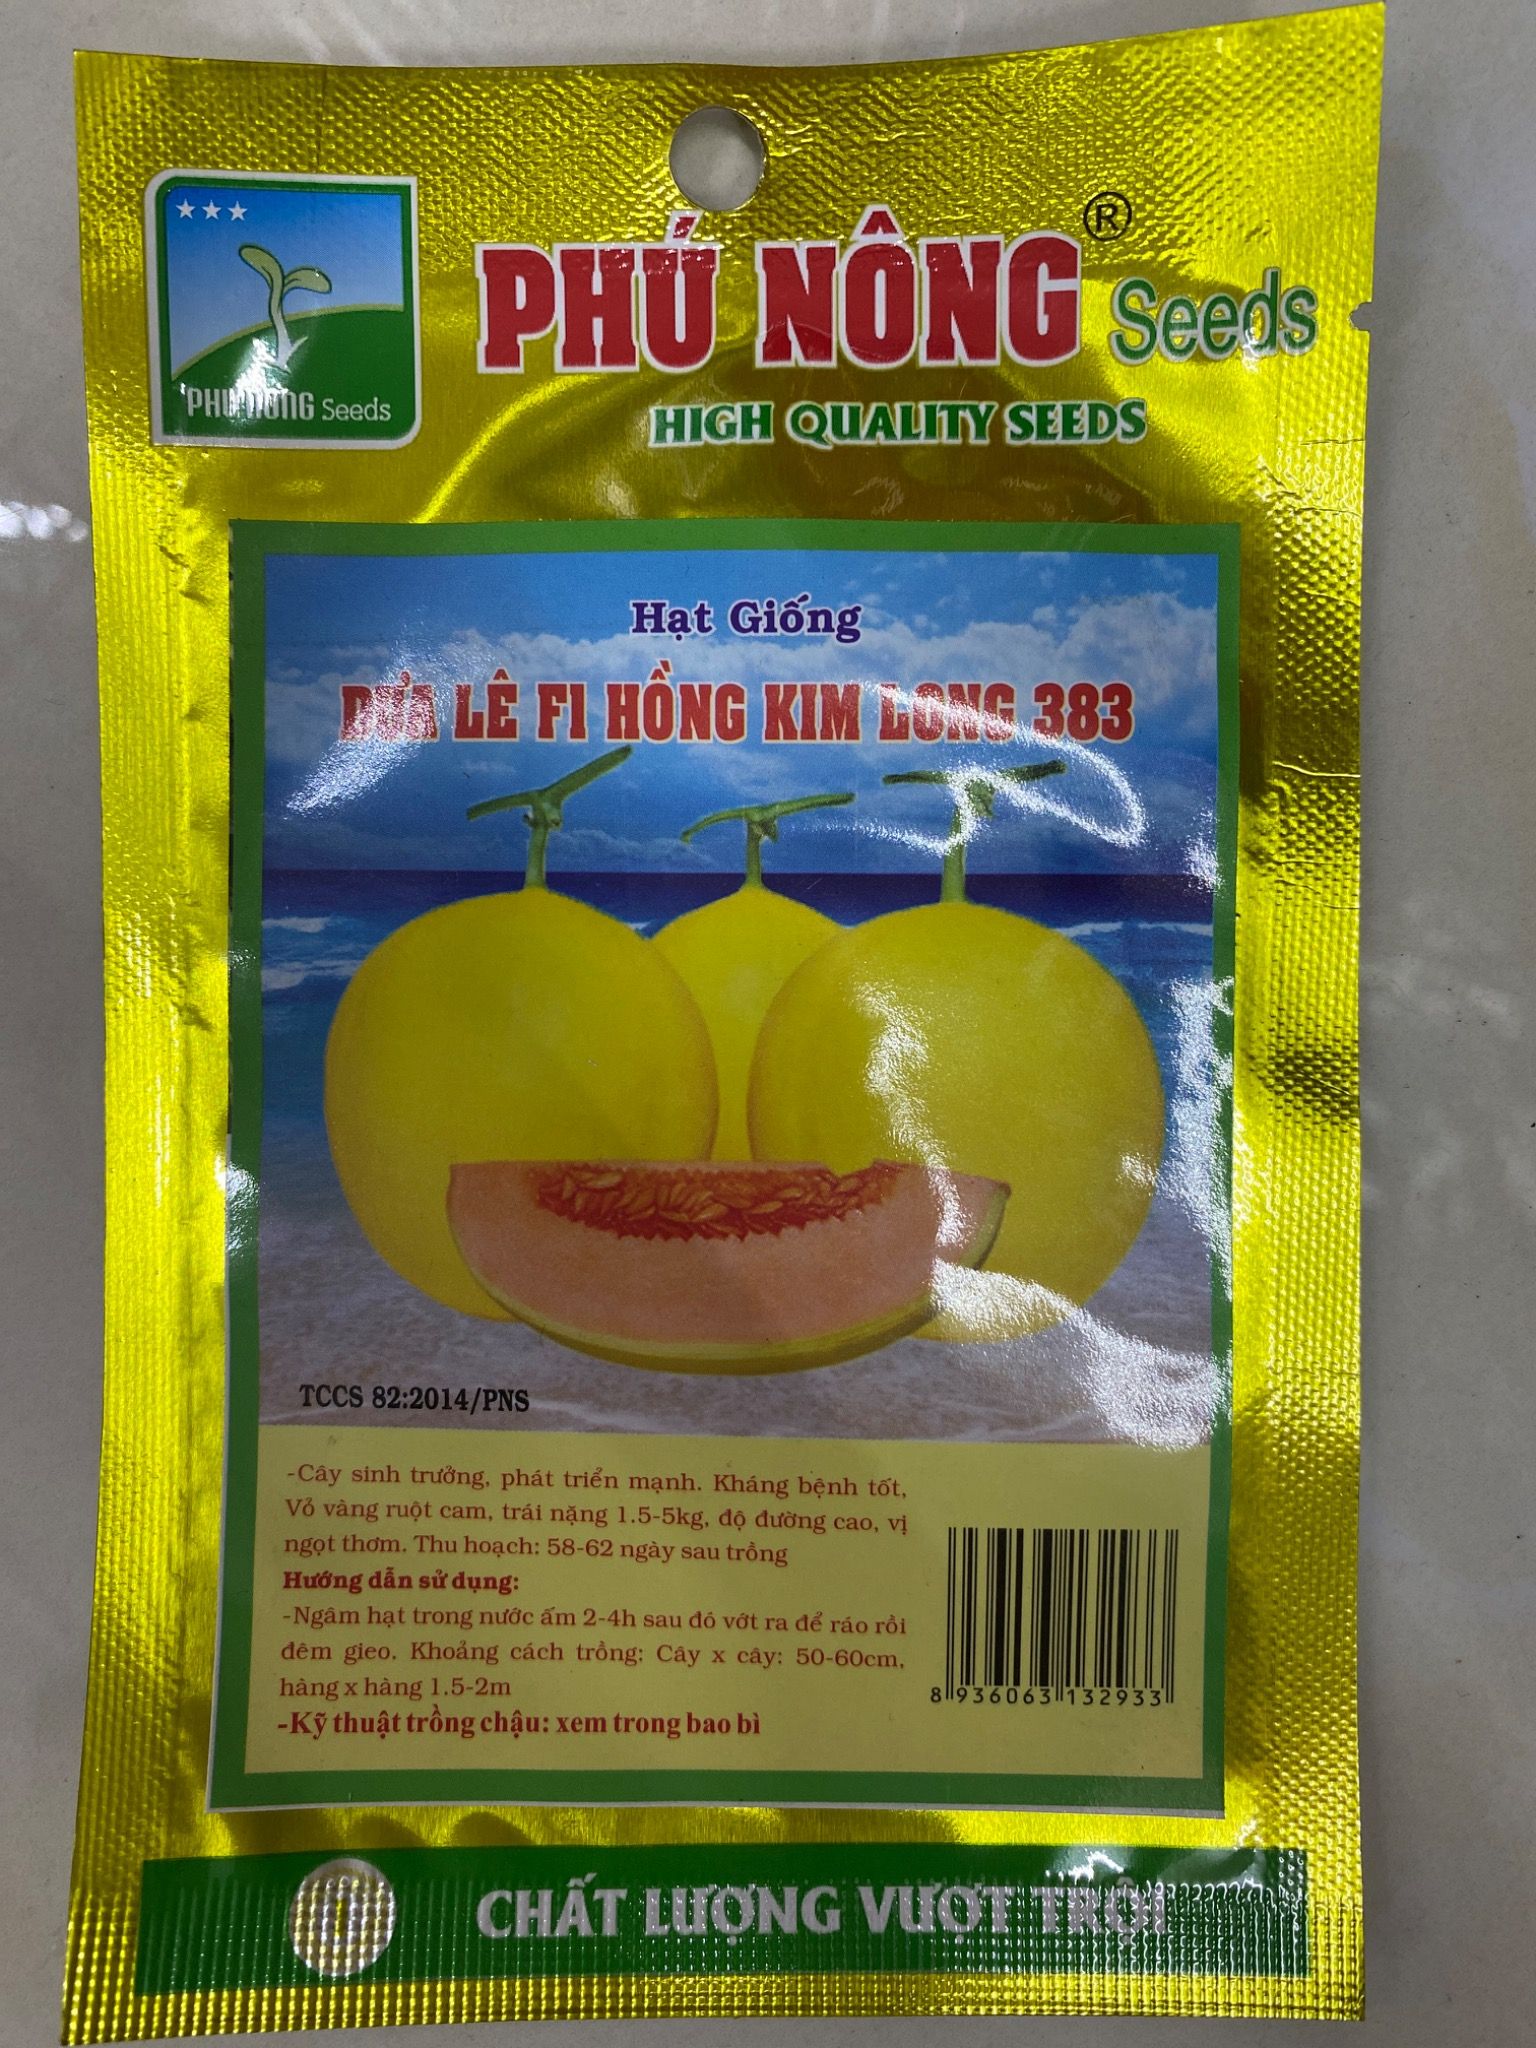 PHÚ NÔNG ® Seeds
HIGH QUALITY SEEDS
PHÚ NÔNG Seeds
Hạt Giống
DƯA LÊ F1 HỒNG KIM LONG 383
TCCS 82:2014/PNS
-Cây sinh trưởng, phát triển mạnh. Kháng bệnh tốt,
Vỏ vàng ruột cam, trái nặng 1.5-5kg, độ đường cao, vị
ngọt thơm. Thu hoạch: 58-62 ngày sau trồng
Hướng dẫn sử dụng:
-Ngâm hạt trong nước ấm 2-4h sau đó vớt ra để ráo rồi
đêm gieo. Khoảng cách trồng: Cây x cây: 50-60cm,
hàng x hàng 1.5-2m
-Kỹ thuật trồng chậu: xem trong bao bì
8 936063 132933
CHẤT LƯỢNG VƯỢT TRỘI